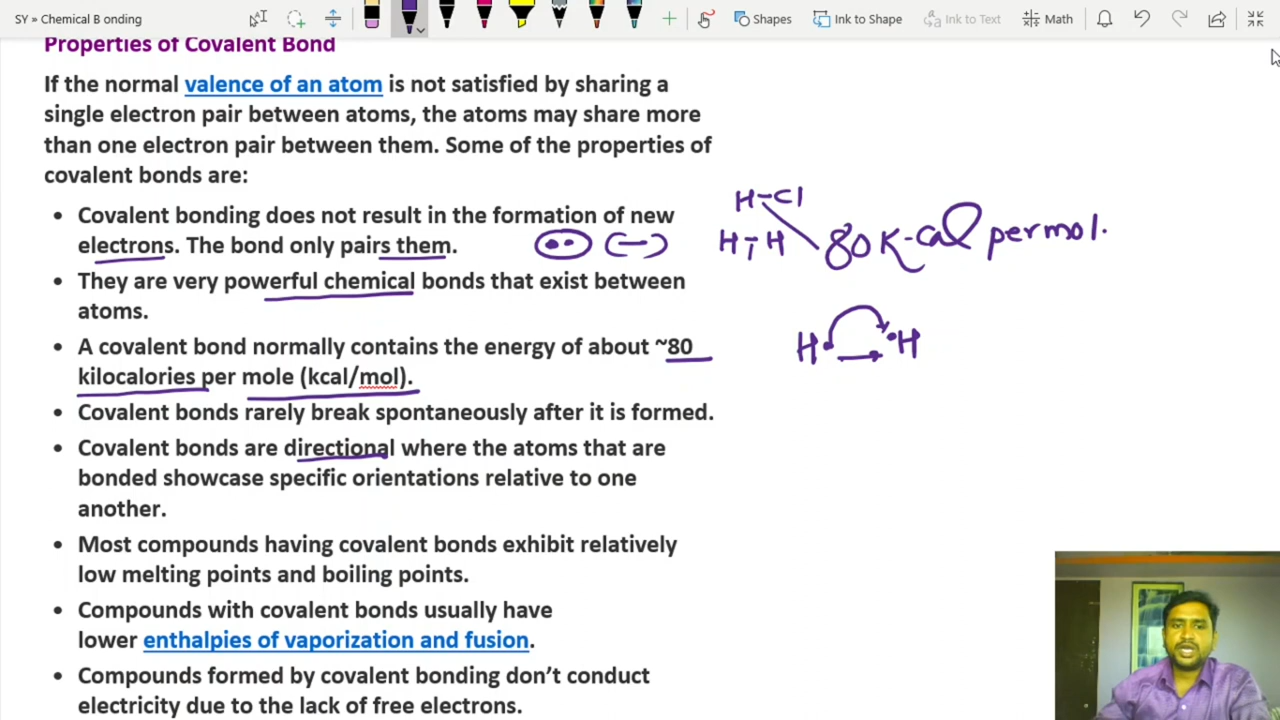 SY » Chemical B onding
Shapes
Ink to Shape
Ink to Text
Math
Properties of Covalent Bond
If the normal valence of an atom is not satisfied by sharing a
single electron pair between atoms, the atoms may share more
than one electron pair between them. Some of the properties of
covalent bonds are:
• Covalent bonding does not result in the formation of new
electrons. The bond only pairs them.
• They are very powerful chemical bonds that exist between
atoms.
• A covalent bond normally contains the energy of about ~80
kilocalories per mole (kcal/mol).
• Covalent bonds rarely break spontaneously after it is formed.
• Covalent bonds are directional where the atoms that are
bonded showcase specific orientations relative to one
another.
• Most compounds having covalent bonds exhibit relatively
low melting points and boiling points.
• Compounds with covalent bonds usually have
lower enthalpies of vaporization and fusion.
• Compounds formed by covalent bonding don’t conduct
electricity due to the lack of free electrons.
H-Cl
H-H
80 K-cal per mol.
H H